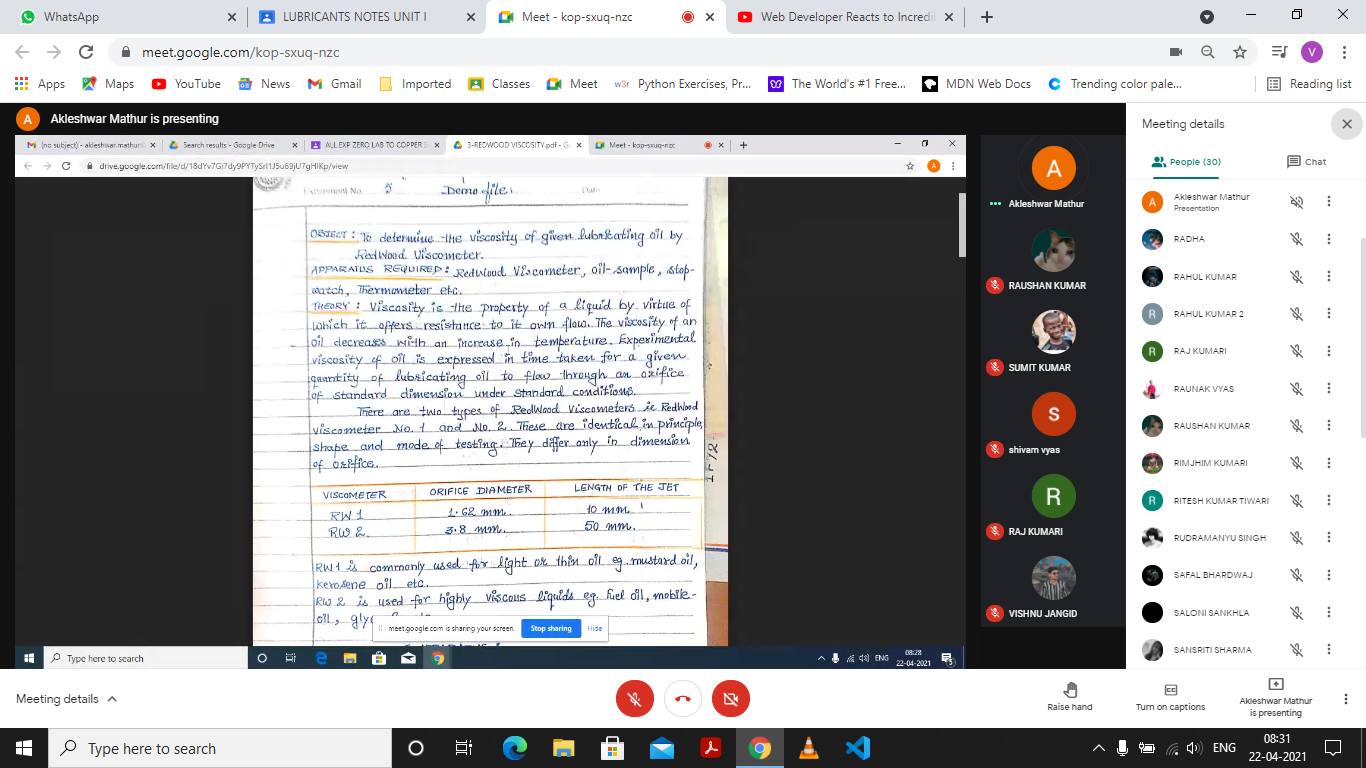 WhatsApp
LUBRICANTS NOTES UNIT I
Meet - kop-sxuq-nzc
Web Developer Reacts to Incredi
meet.google.com/kop-sxuq-nzc
V
Apps Maps YouTube News Gmail Imported Classes Meet w3r Python Exercises, Pr... The World's #1 Free... MDN Web Docs Trending color pale... Reading list
A Akleshwar Mathur is presenting
(no subject) - akleshwar.mathur
Search results - Google Drive
ALL EXP ZERO LAB TO COPPER
3-REDWOOD VISCOSITY.pdf - G
Meet - kop-sxuq-nzc
drive.google.com/file/d/18dYv7Gi7dy9PYTySrl1J5u69jU7gHlKp/view
A
Experiment No. 3 Demo file. Date
OBJECT : To determine the viscosity of given lubricating oil by
RedWood Viscometer.
APPARATUS REQUIRED : RedWood Viscometer, oil-sample, stop-
watch, Thermometer etc.
THEORY : Viscosity is the property of a liquid by virtue of
which it offers resistance to it own flow. The viscosity of an
oil decreases with an increase in temperature. Experimental
viscosity of oil is expressed in time taken for a given
quantity of lubricating oil to flow through an orifice
of standard dimension under standard conditions.
There are two types of RedWood Viscometers ie RedWood
viscometer No. 1 and No. 2. These are identical in principle,
shape and mode of testing. They differ only in dimension
of orifice.
VISCOMETER ORIFICE DIAMETER LENGTH OF THE JET
RW 1 1.62 mm. 10 mm
RW 2. 3.8 mm. 50 mm.
RW 1 is commonly used for light or thin oil eg. mustard oil,
kerosene oil etc.
RW 2 is used for highly viscous liquids eg. fuel oil, mobile-
oil,
meet.google.com is sharing your screen. Stop sharing Hide
Type here to search
ENG
08:28
22-04-2021
5
A
Akleshwar Mathur
RAUSHAN KUMAR
SUMIT KUMAR
S
shivam vyas
R
RAJ KUMARI
VISHNU JANGID
Meeting details
People (30) Chat
A Akleshwar Mathur
Presentation
RADHA
RAHUL KUMAR
R RAHUL KUMAR 2
R RAJ KUMARI
RAUNAK VYAS
RAUSHAN KUMAR
RIMJHIM KUMARI
R RITESH KUMAR TIWARI
RUDRAMANYU SINGH
SAFAL BHARDWAJ
SALONI SANKHLA
SANSRITI SHARMA
Meeting details
Raise hand
Turn on captions
Akleshwar Mathur
is presenting
Type here to search
ENG
08:31
22-04-2021